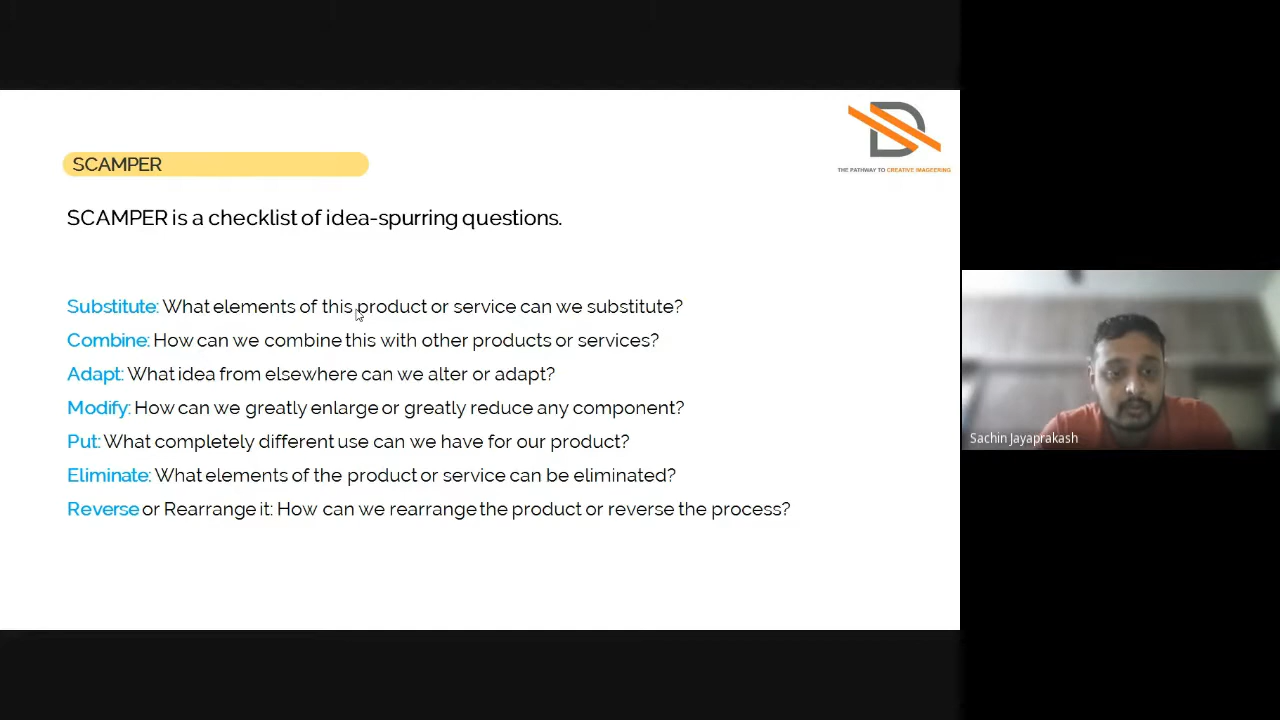 SCAMPER
THE PATHWAY TO CREATIVE IMAGEERING
SCAMPER is a checklist of idea-spurring questions.
Substitute: What elements of this product or service can we substitute?
Combine: How can we combine this with other products or services?
Adapt: What idea from elsewhere can we alter or adapt?
Modify: How can we greatly enlarge or greatly reduce any component?
Put: What completely different use can we have for our product?
Eliminate: What elements of the product or service can be eliminated?
Reverse or Rearrange it: How can we rearrange the product or reverse the process?
Sachin Jayaprakash